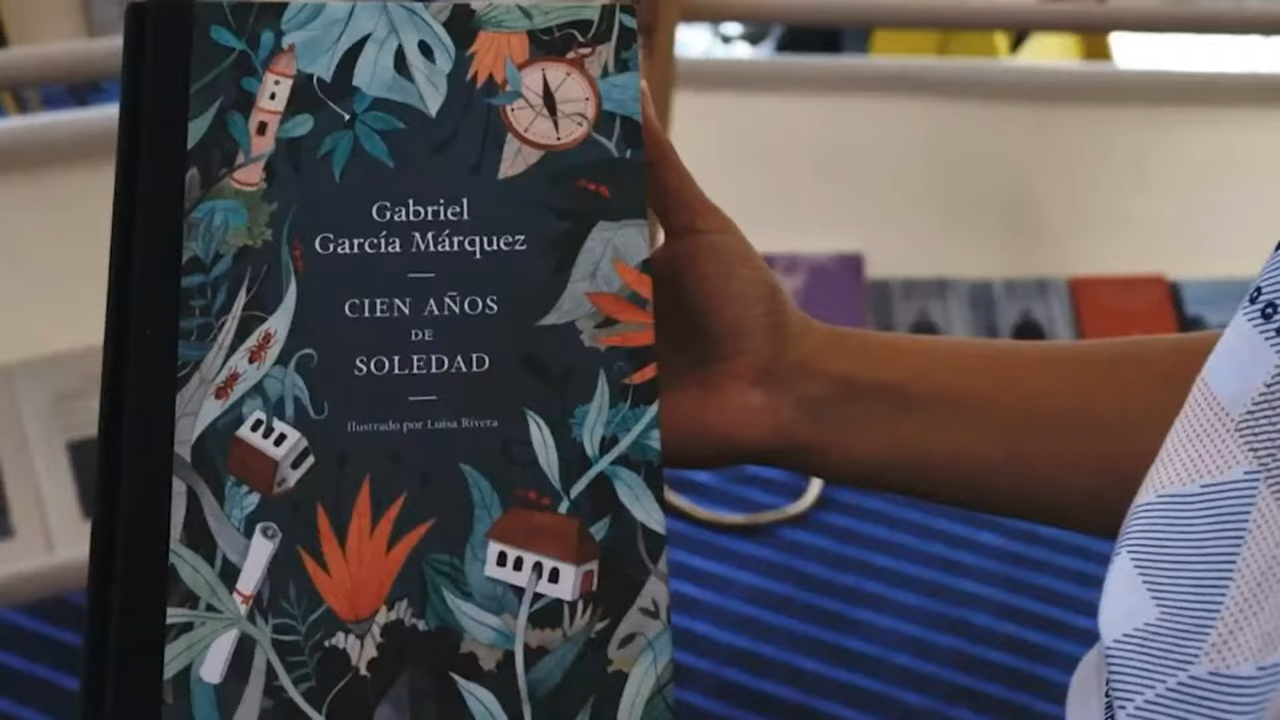 Gabriel
García Márquez
CIEN AÑOS
DE
SOLEDAD
Ilustrado por Luisa Rivera